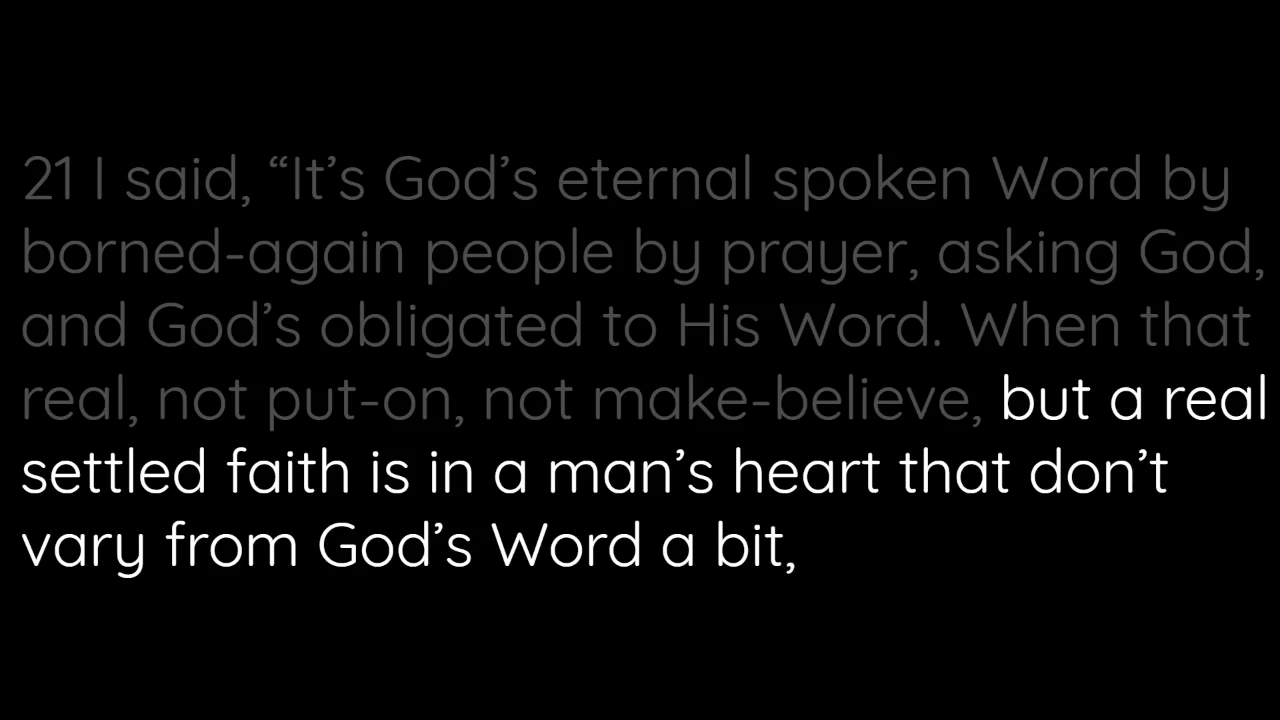 21 I said, “It’s God’s eternal spoken Word by
borned-again people by prayer, asking God,
and God’s obligated to His Word. When that
real, not put-on, not make-believe, but a real
settled faith is in a man’s heart that don’t
vary from God’s Word a bit,